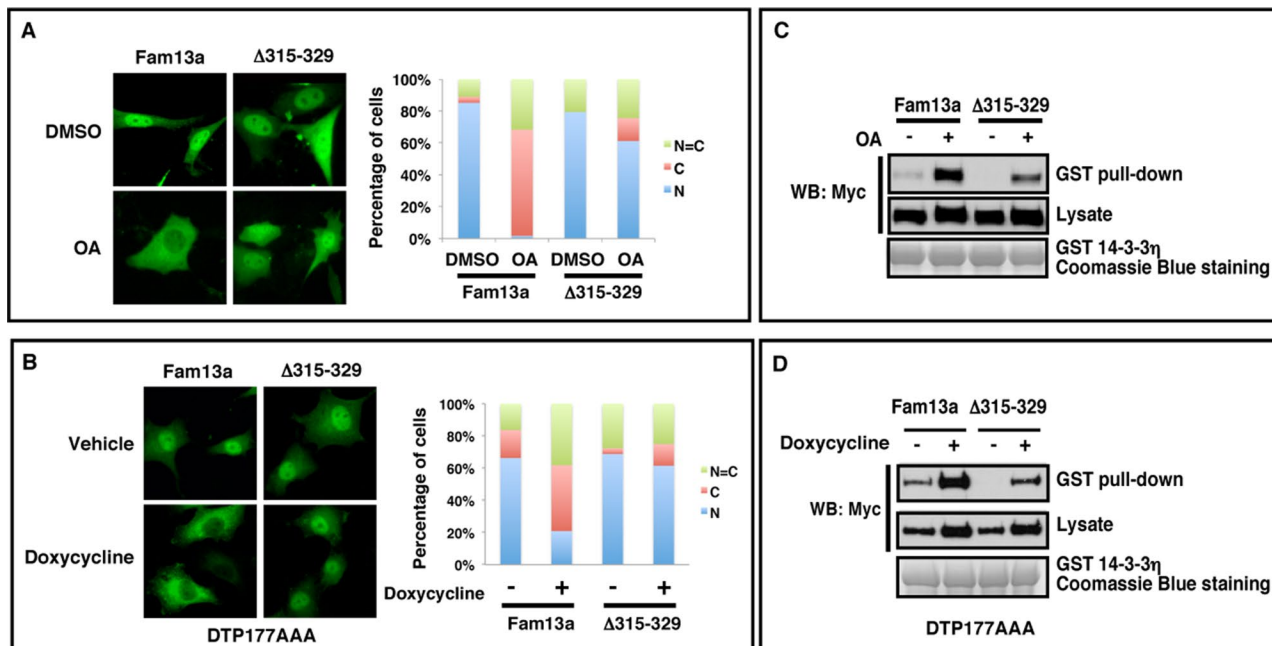 A
Fam13a Δ315-329
DMSO
OA
Percentage of cells
100%
80%
60%
40%
20%
0%
N=C
C
N
DMSO OA DMSO OA
Fam13a Δ315-329
C
Fam13a Δ315-329
OA - + - +
WB: Myc
GST pull-down
Lysate
GST 14-3-3η
Coomassie Blue staining
B
Fam13a Δ315-329
Vehicle
Doxycycline
DTP177AAA
Percentage of cells
100%
80%
60%
40%
20%
0%
N=C
C
N
Doxycycline - + - +
Fam13a Δ315-329
D
Fam13a Δ315-329
Doxycycline - + - +
WB: Myc
GST pull-down
Lysate
GST 14-3-3η
Coomassie Blue staining
DTP177AAA